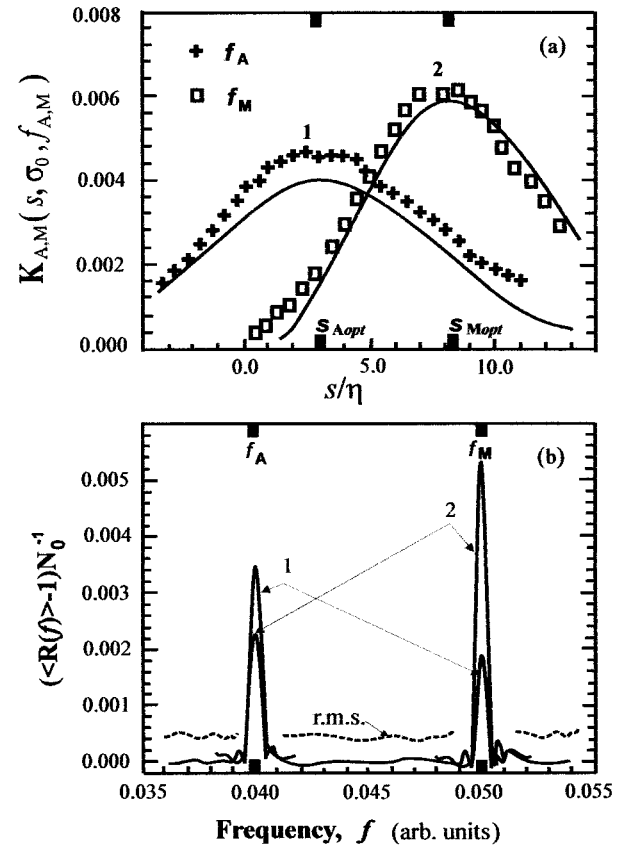 0.008
0.006
0.004
0.002
0.000
K_A,M(s, σ_0, f_A,M)
f_A
f_M
(a)
1
2
s_Aopt
s_Mopt
0.0
5.0
10.0
s/η
(b)
f_A
f_M
0.005
0.004
0.003
0.002
0.001
0.000
(<R(f)>-1)N_0^-1
1
2
r.m.s.
0.035
0.040
0.045
0.050
0.055
Frequency, f (arb. units)